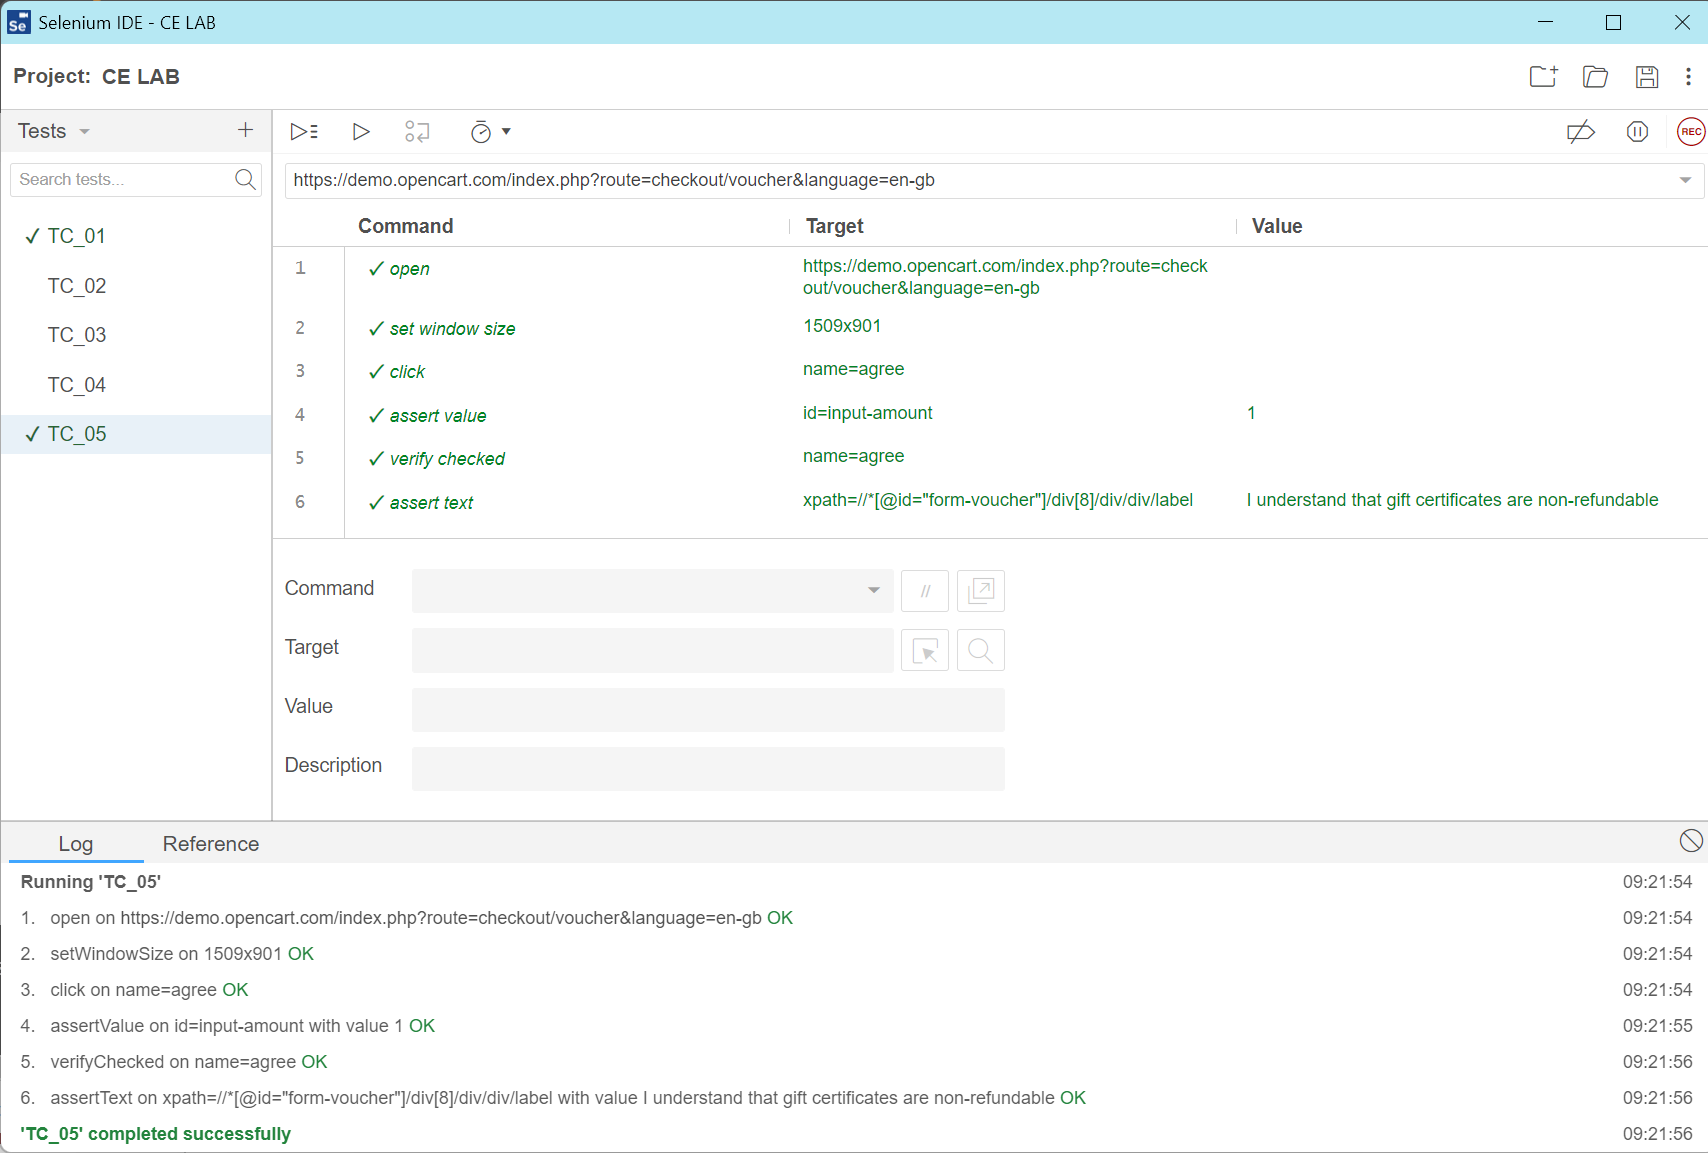 Selenium IDE - CE LAB
Project: CE LAB
Tests
Search tests...
TC_01
TC_02
TC_03
TC_04
TC_05
REC
https://demo.opencart.com/index.php?route=checkout/voucher&language=en-gb
Command Target Value
1 open https://demo.opencart.com/index.php?route=check
out/voucher&language=en-gb
2 set window size 1509x901
3 click name=agree
4 assert value id=input-amount 1
5 verify checked name=agree
6 assert text xpath=//*[@id="form-voucher"]/div[8]/div/div/label I understand that gift certificates are non-refundable
Command //
Target
Value
Description
Log Reference
Running 'TC_05' 09:21:54
1. open on https://demo.opencart.com/index.php?route=checkout/voucher&language=en-gb OK 09:21:54
2. setWindowSize on 1509x901 OK 09:21:54
3. click on name=agree OK 09:21:54
4. assertValue on id=input-amount with value 1 OK 09:21:55
5. verifyChecked on name=agree OK 09:21:56
6. assertText on xpath=//*[@id="form-voucher"]/div[8]/div/div/label with value I understand that gift certificates are non-refundable OK 09:21:56
'TC_05' completed successfully 09:21:56